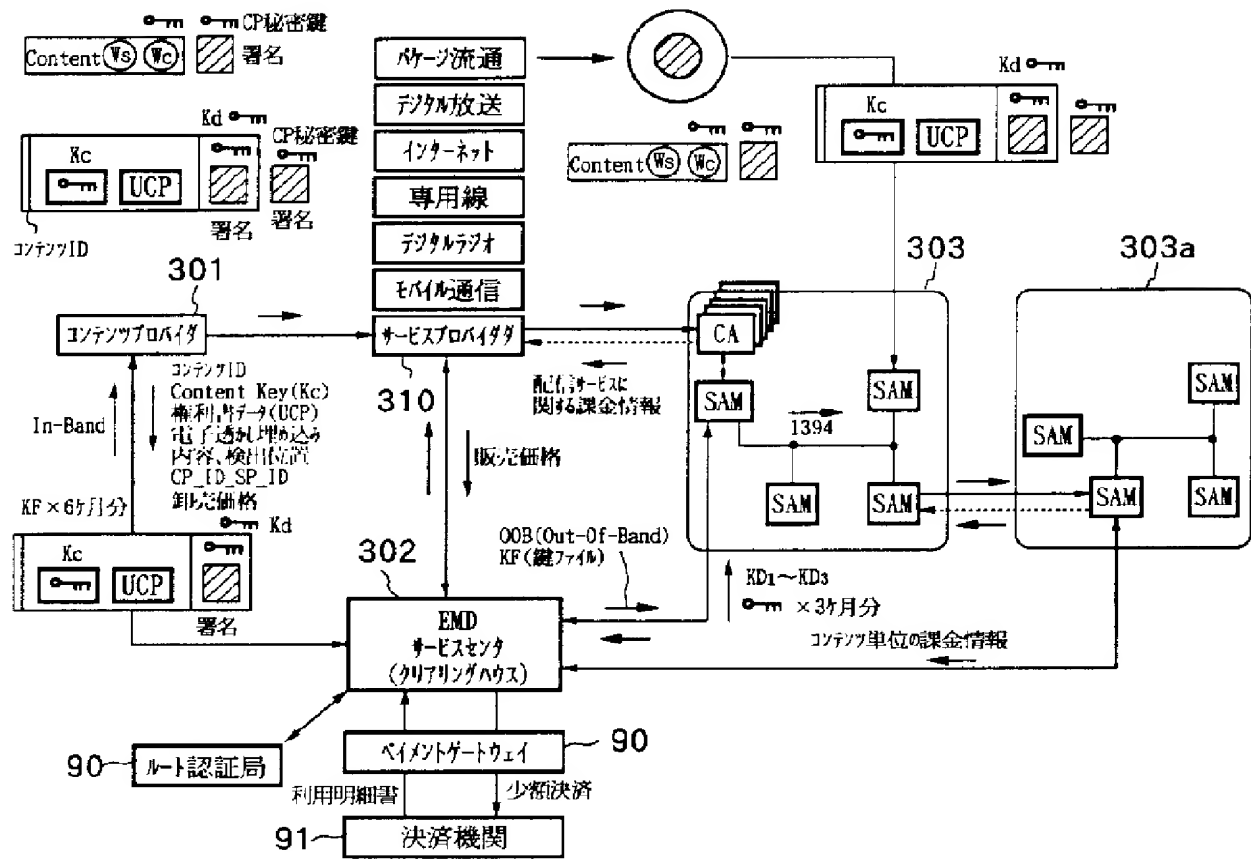 CP秘密鍵
Content Ws Wc
署名
Kd
CP秘密鍵
Kc
UCP
署名
署名
コンテンツID
パケージ流通
デジタル放送
インターネット
専用線
デジタルラジオ
モバイル通信
サービスプロバイダダ
310
Content Ws Wc
Kd
Kc
UCP
301
コンテンツプロバイダ
In-Band
コンテンツID
Content Key(Kc)
権利書データ(UCP)
電子透かし埋め込み
内容、検出位置
CP_ID_SP_ID
卸売価格
KF×6ケ月分
Kd
Kc
UCP
署名
販売価格
配信サービスに
関する課金情報
303
CA
SAM
SAM
1394
SAM
SAM
303a
SAM
SAM
SAM
SAM
OOB(Out-Of-Band)
KF(鍵ファイル)
KD1～KD3
×3ケ月分
コンテンツ単位の課金情報
302
EMD
サービスセンタ
(クリアリングハウス)
90
ルート認証局
ペイメントゲートウェイ
90
利用明細書
少額決済
91
決済機関